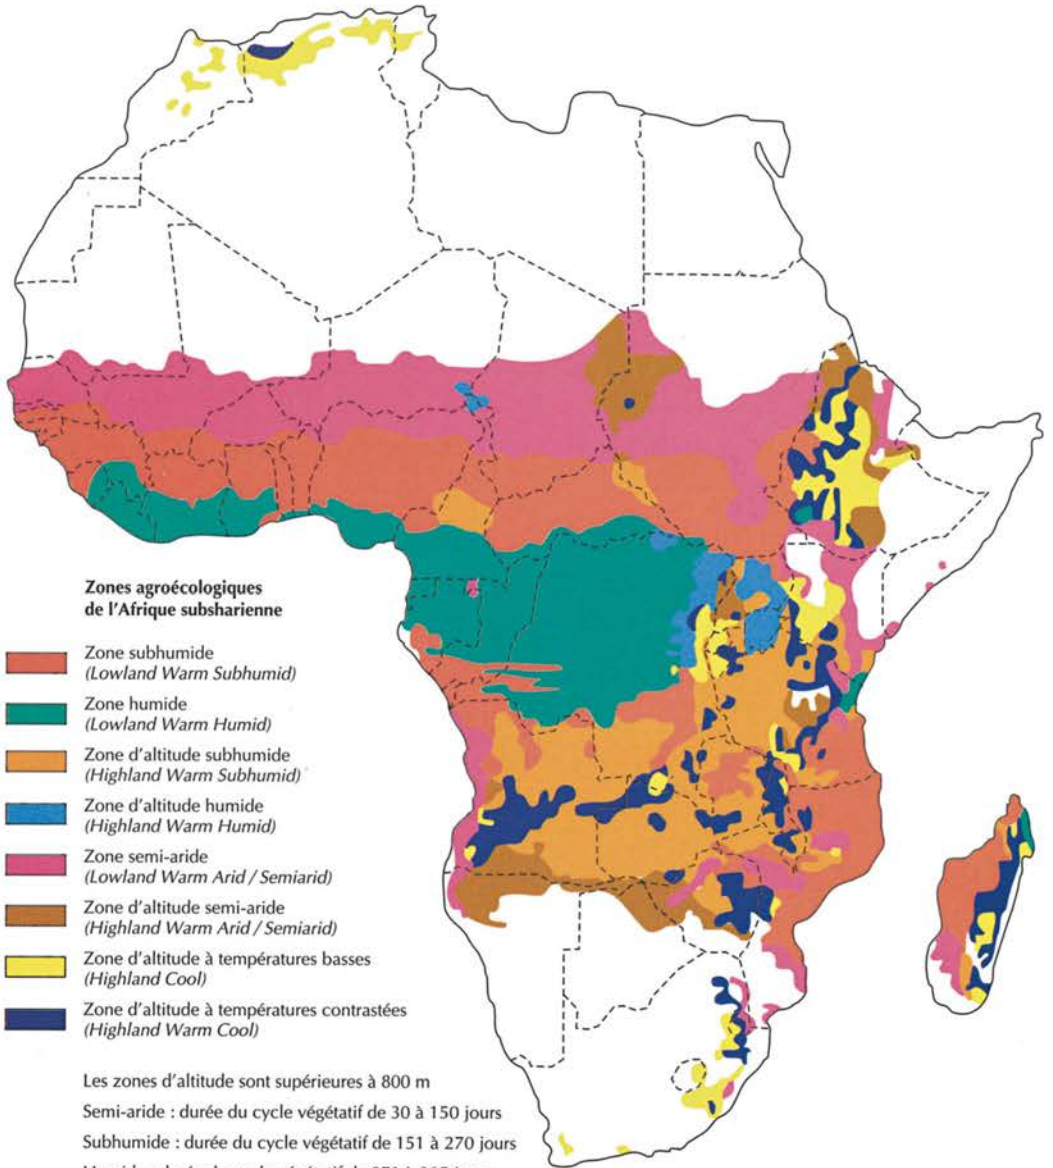 Zones agroécologiques
de l'Afrique subsharienne
Zone subhumide
(Lowland Warm Subhumid)
Zone humide
(Lowland Warm Humid)
Zone d'altitude subhumide
(Highland Warm Subhumid)
Zone d'altitude humide
(Highland Warm Humid)
Zone semi-aride
(Lowland Warm Arid / Semiarid)
Zone d'altitude semi-aride
(Highland Warm Arid / Semiarid)
Zone d'altitude à températures basses
(Highland Cool)
Zone d'altitude à températures contrastées
(Highland Warm Cool)
Les zones d'altitude sont supérieures à 800 m
Semi-aride : durée du cycle végétatif de 30 à 150 jours
Subhumide : durée du cycle végétatif de 151 à 270 jours